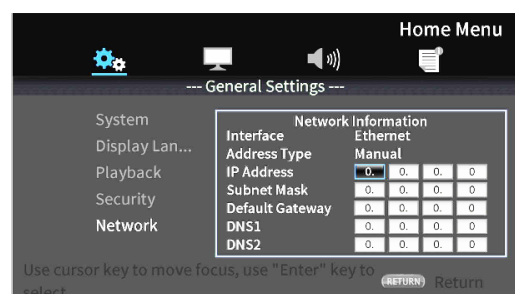 Home Menu
--- General Settings ---
System
Display Lan...
Playback
Security
Network
Network Information
Interface Ethernet
Address Type Manual
IP Address 0. 0. 0. 0
Subnet Mask 0. 0. 0. 0
Default Gateway 0. 0. 0. 0
DNS1 0. 0. 0. 0
DNS2 0. 0. 0. 0
Use cursor key to move focus, use "Enter" key to
select
RETURN Return